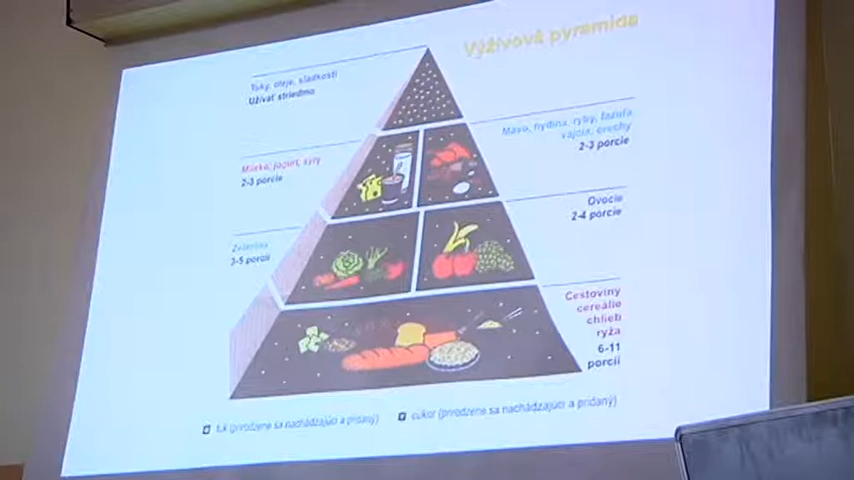 Výživová pyramída
Tuky, oleje, sladkosti
Užívať striedmo
Mäso, hydina, ryby, fazuľa
vajcia, orechy
2-3 porcie
Mlieko, jogurt, syry
2-3 porcie
Ovocie
2-4 porcie
Zelenina
3-5 porcií
Cestoviny
cereálie
chlieb
ryža
6-11
porcií
tuk (prirodzene sa nachádzajúci a pridaný)
cukor (prirodzene sa nachádzajúci a pridaný)